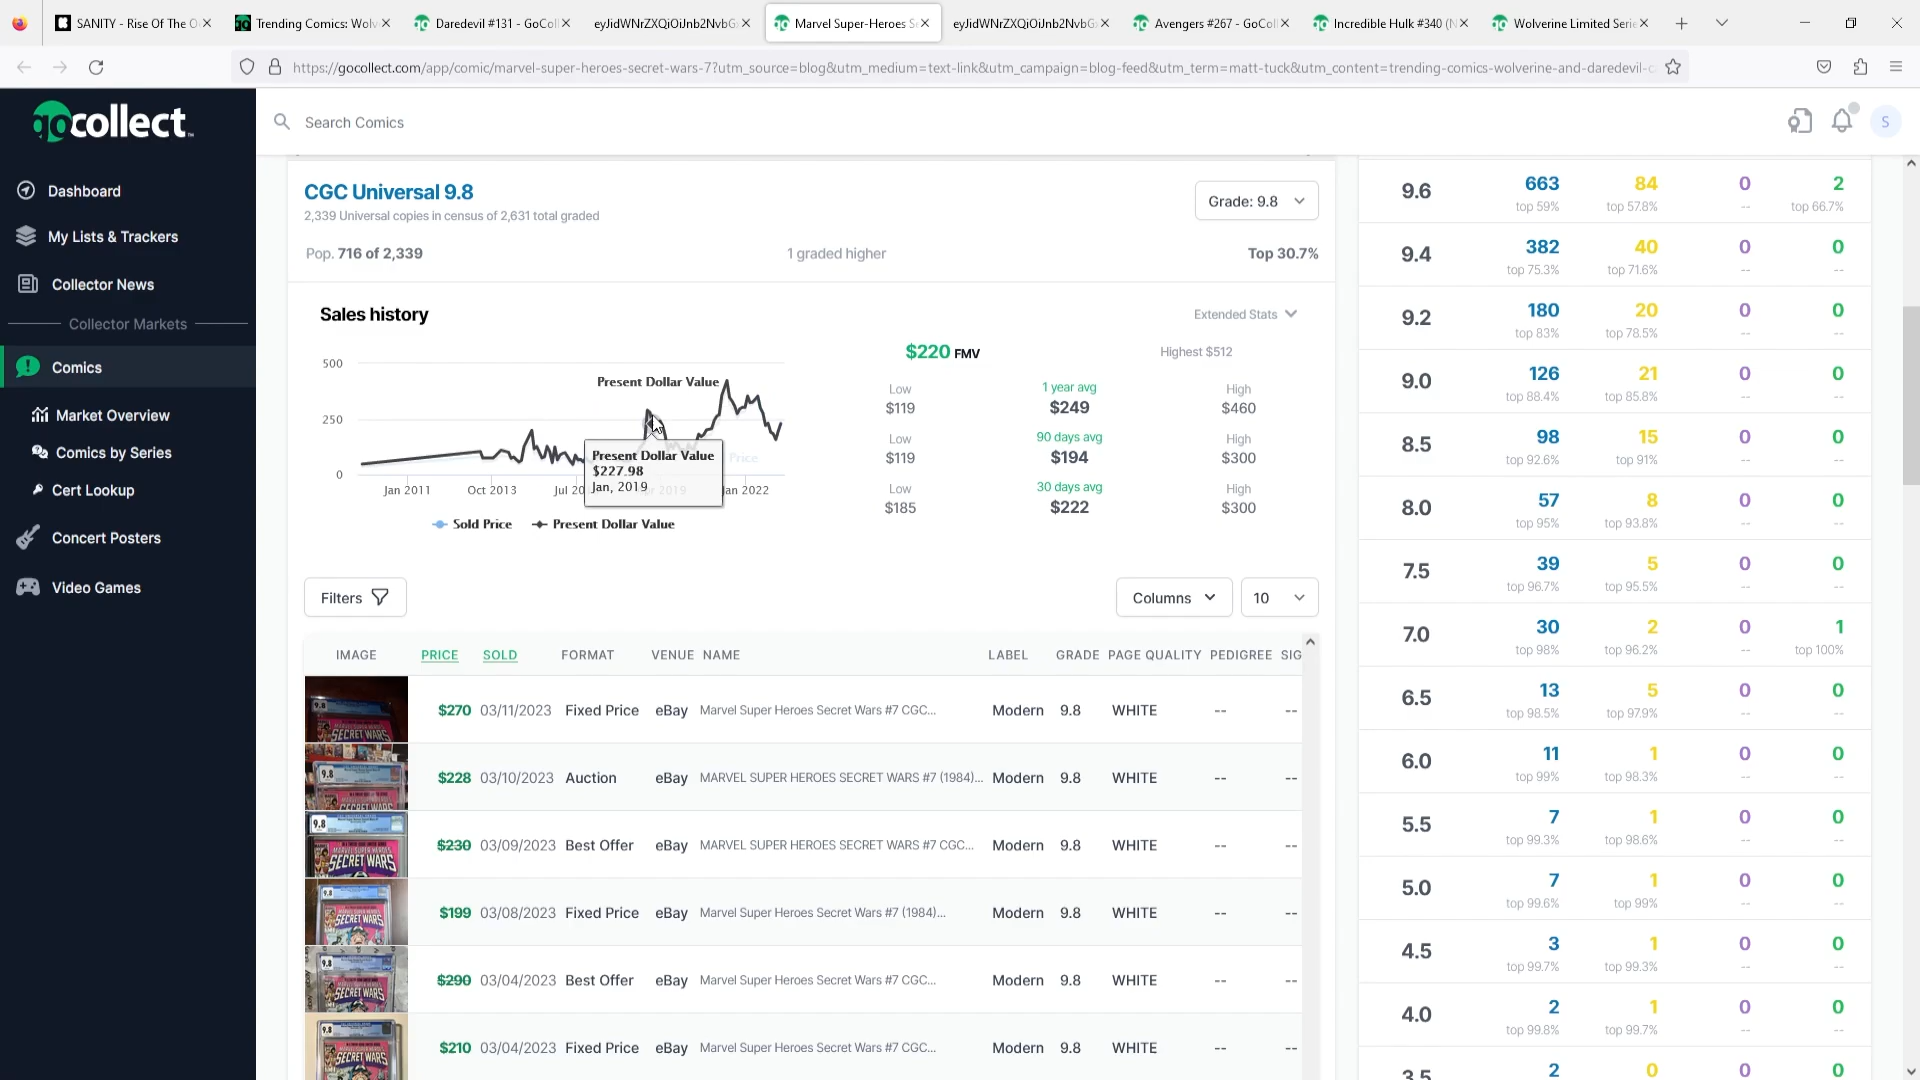 SANITY - Rise Of The O
Trending Comics: Wolv
Daredevil #131 - GoColl
eyJidWNrZXQiOiJnb2NvbG
Marvel Super-Heroes S
eyJidWNrZXQiOiJnb2NvbG
Avengers #267 - GoColl
Incredible Hulk #340 (N
Wolverine Limited Serie
https://gocollect.com/app/comic/marvel-super-heroes-secret-wars-7?utm_source=blog&utm_medium=text-link&utm_campaign=blog-feed&utm_term=matt-tuck&utm_content=trending-comics-wolverine-and-daredevil-c
gocollect
Search Comics
S
Dashboard
My Lists & Trackers
Collector News
Collector Markets
Comics
Market Overview
Comics by Series
Cert Lookup
Concert Posters
Video Games
CGC Universal 9.8
2,339 Universal copies in census of 2,631 total graded
Grade: 9.8
Pop. 716 of 2,339
1 graded higher
Top 30.7%
Sales history
Extended Stats
500
250
0
Present Dollar Value
Price
Present Dollar Value
$227.98
Jan, 2019
Jan 2011
Oct 2013
Jan 2022
Sold Price
Present Dollar Value
$220 FMV
Highest $512
Low 1 year avg High
$119 $249 $460
Low 90 days avg High
$119 $194 $300
Low 30 days avg High
$185 $222 $300
Filters
Columns
10
IMAGE PRICE SOLD FORMAT VENUE NAME LABEL GRADE PAGE QUALITY PEDIGREE SIG
$270 03/11/2023 Fixed Price eBay Marvel Super Heroes Secret Wars #7 CGC... Modern 9.8 WHITE -- --
$228 03/10/2023 Auction eBay MARVEL SUPER HEROES SECRET WARS #7 (1984)... Modern 9.8 WHITE -- --
$230 03/09/2023 Best Offer eBay MARVEL SUPER HEROES SECRET WARS #7 CGC... Modern 9.8 WHITE -- --
$199 03/08/2023 Fixed Price eBay Marvel Super Heroes Secret Wars #7 (1984)... Modern 9.8 WHITE -- --
$290 03/04/2023 Best Offer eBay Marvel Super Heroes Secret Wars #7 CGC... Modern 9.8 WHITE -- --
$210 03/04/2023 Fixed Price eBay Marvel Super Heroes Secret Wars #7 CGC... Modern 9.8 WHITE -- --
9.6 663 84 0 2
top 59% top 57.8% -- top 66.7%
9.4 382 40 0 0
top 75.3% top 71.6% -- --
9.2 180 20 0 0
top 83% top 78.5% -- --
9.0 126 21 0 0
top 88.4% top 85.8% -- --
8.5 98 15 0 0
top 92.6% top 91% -- --
8.0 57 8 0 0
top 95% top 94.8% -- --
7.5 39 5 0 0
top 96.7% top 95.5% -- --
7.0 30 2 0 1
top 98% top 96.2% -- top 100%
6.5 13 5 0 0
top 98.5% top 97.9% -- --
6.0 11 1 0 0
top 99% top 98.3% -- --
5.5 7 1 0 0
top 99.3% top 98.6% -- --
5.0 7 1 0 0
top 99.6% top 99% -- --
4.5 3 1 0 0
top 99.7% top 99.3% -- --
4.0 2 1 0 0
top 99.8% top 99.7% -- --
3.5 2 0 0 0